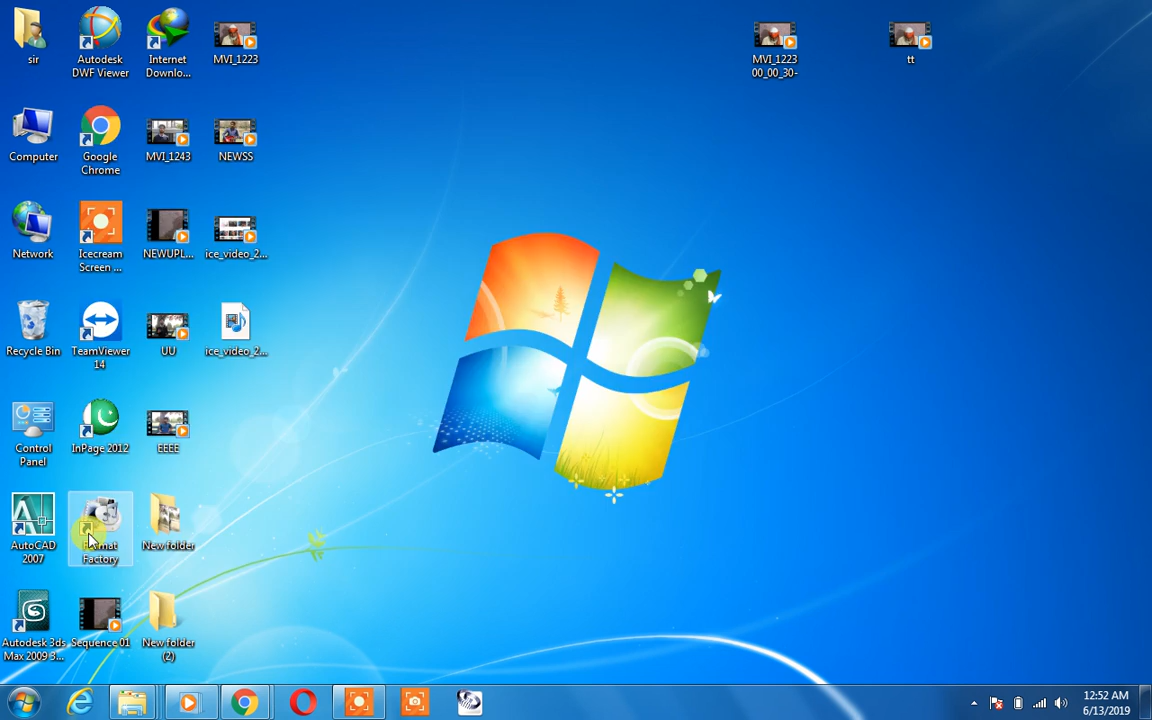 sir
Autodesk
DWF Viewer
Internet
Downlo...
MVI_1223
MVI_1223
00_00_30-
tt
Computer
Google
Chrome
MVI_1243
NEWSS
Network
Icecream
Screen ...
NEWUPL...
ice_video_2...
Recycle Bin
TeamViewer
14
UU
ice_video_2...
Control
Panel
InPage 2012
EEEE
AutoCAD
2007
Format
Factory
New folder
Autodesk 3ds
Max 2009 3...
Sequence 01
New folder
(2)
12:52 AM
6/13/2019